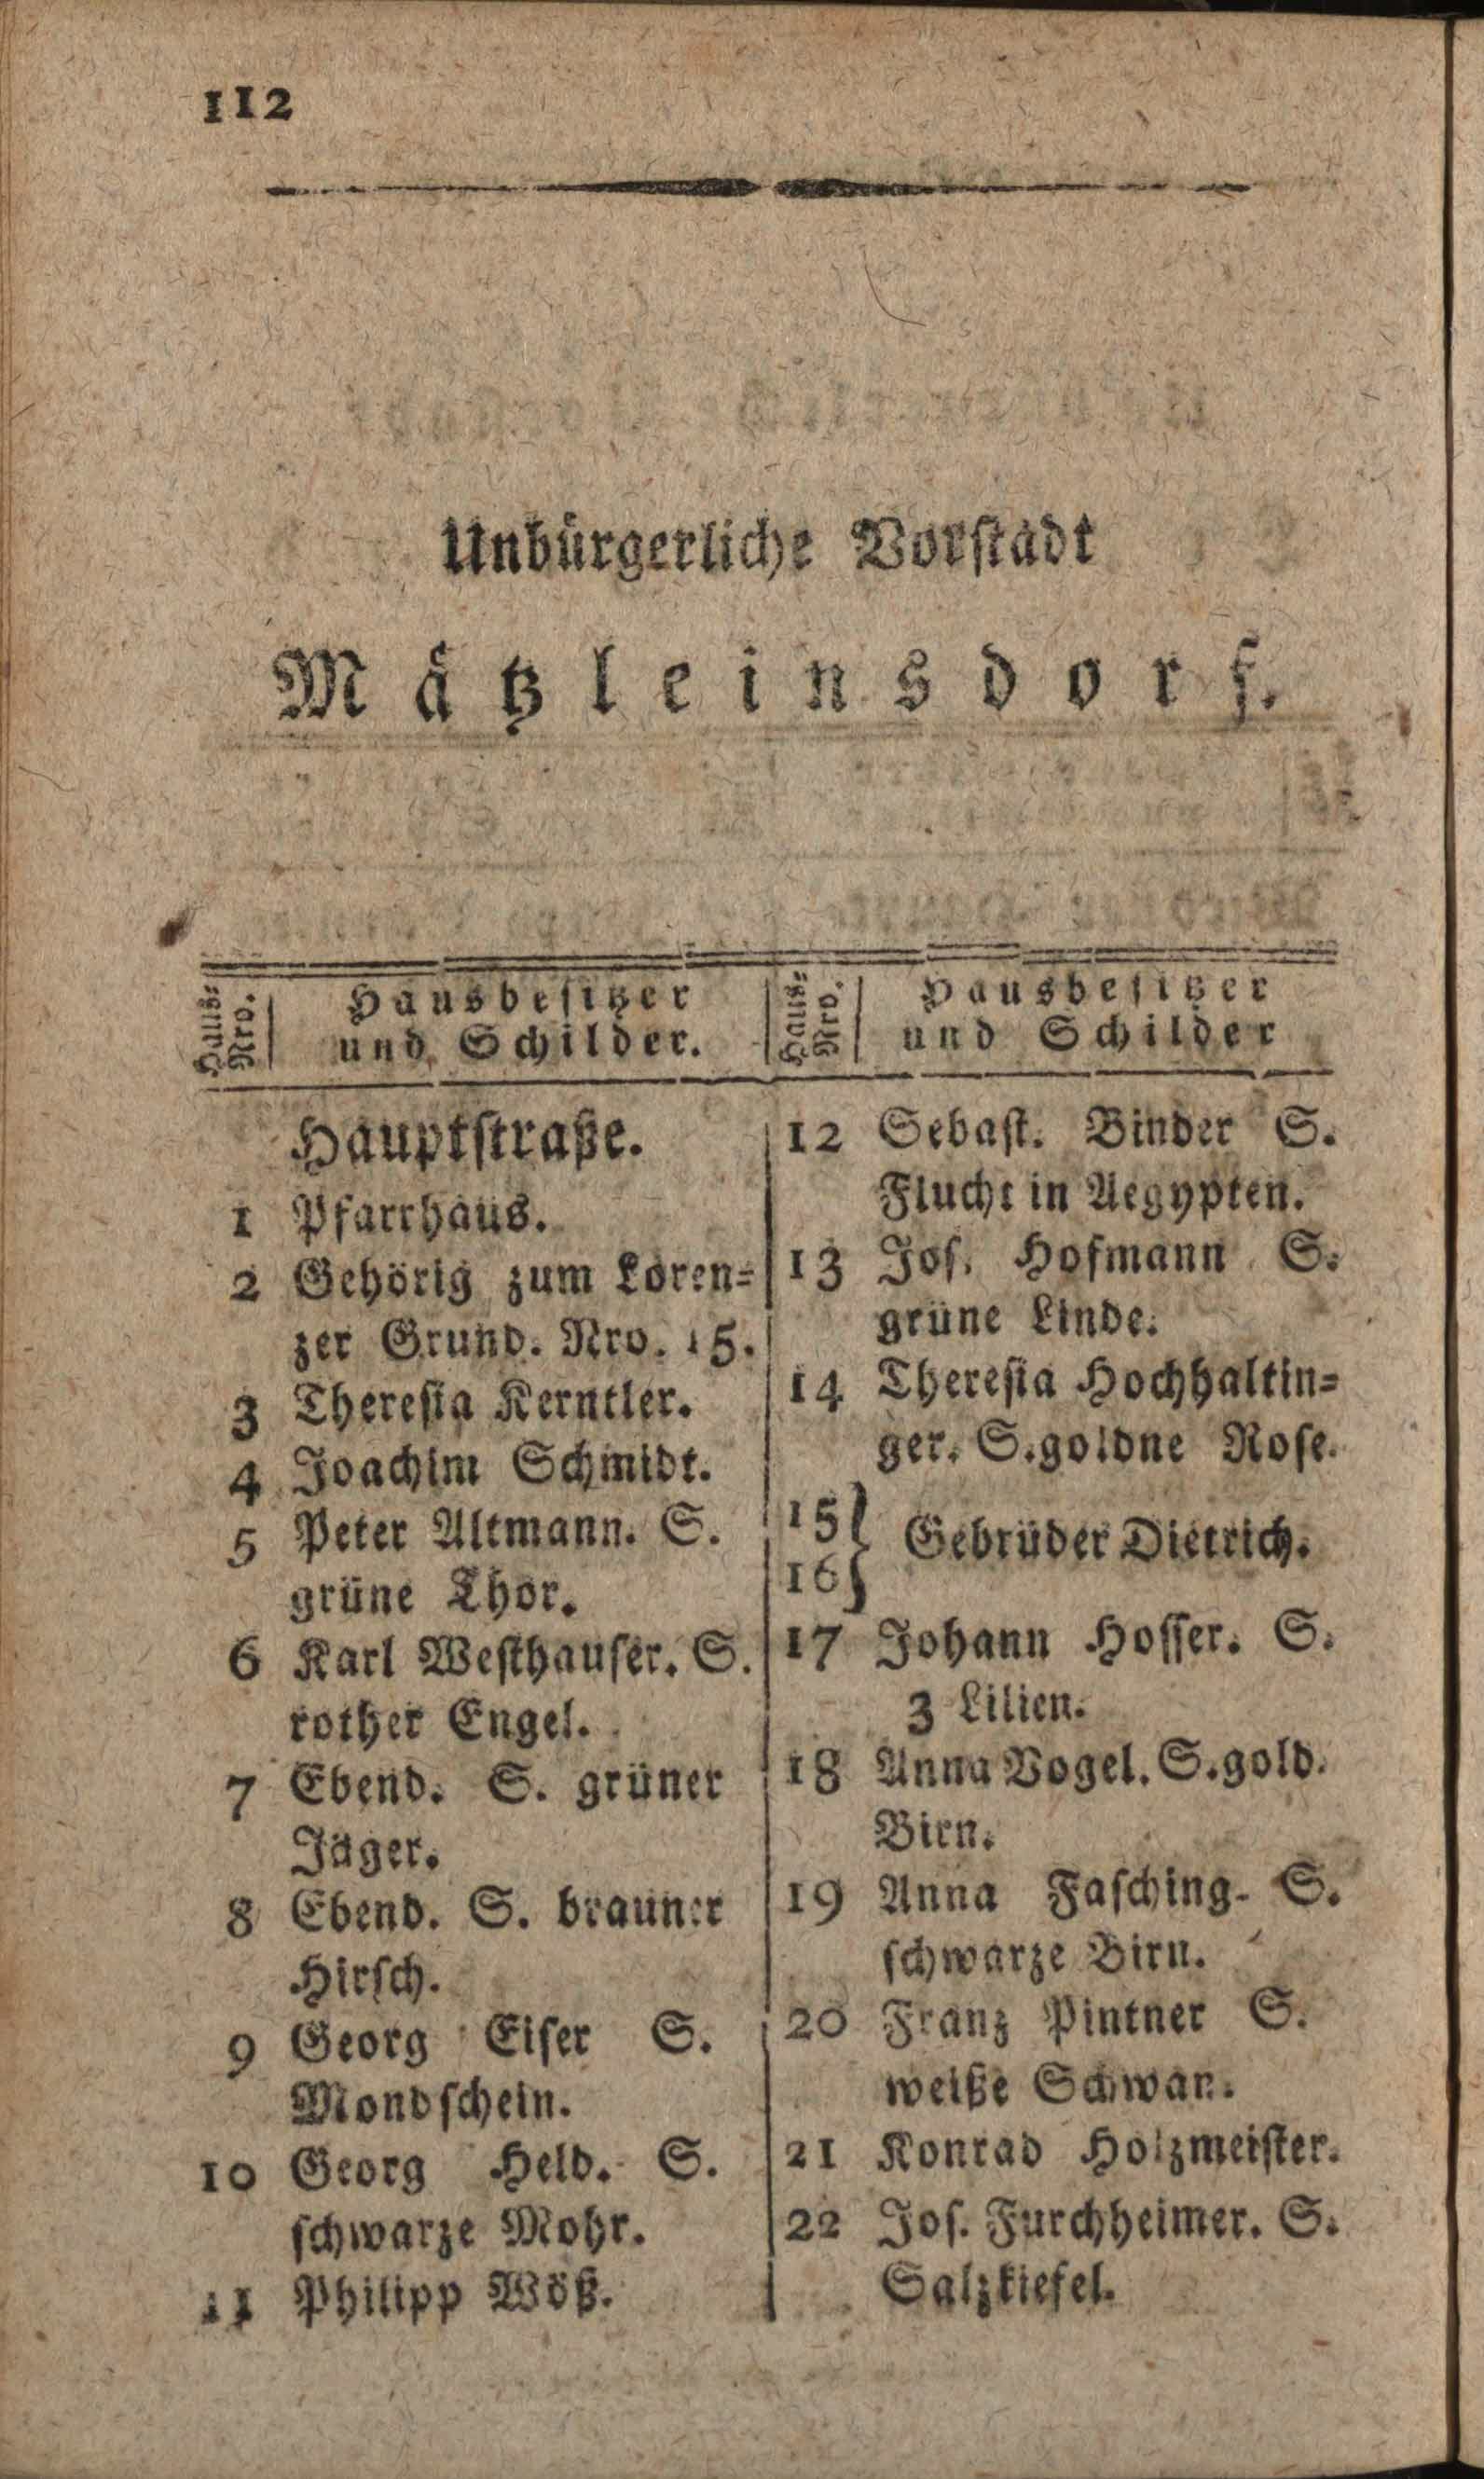 112
Unbürgerliche Vorstadt
Mätzleinsdorf.
Haus-
Nro.
Hausbesitzer
und Schilder.
Hauptstraße.
1 Pfarrhaus.
2 Gehörig zum Loren-
zer Grund. Nro. 15.
3 Theresia Kerntler.
4 Joachim Schmidt.
5 Peter Altmann. S.
grüne Thor.
6 Karl Westhauser. S.
rother Engel.
7 Ebend. S. grüner
Jäger.
8 Ebend. S. brauner
Hirsch.
9 Georg Eiser S.
Mondschein.
10 Georg Held. S.
schwarze Mohr.
11 Philipp Wöß.
Haus-
Nro.
Hausbesitzer
und Schilder
12 Sebast. Binder S.
Flucht in Aegypten.
13 Jos. Hofmann S.
grüne Linde.
14 Theresia Hochhaltin-
ger. S. goldne Rose.
15
16 } Gebrüder Dietrich.
17 Johann Hosser. S.
3 Lilien.
18 Anna Vogel. S. gold.
Birn.
19 Anna Fasching. S.
schwarze Birn.
20 Franz Pintner S.
weiße Schwan.
21 Konrad Holzmeister.
22 Jos. Furchheimer. S.
Salzkiefel.